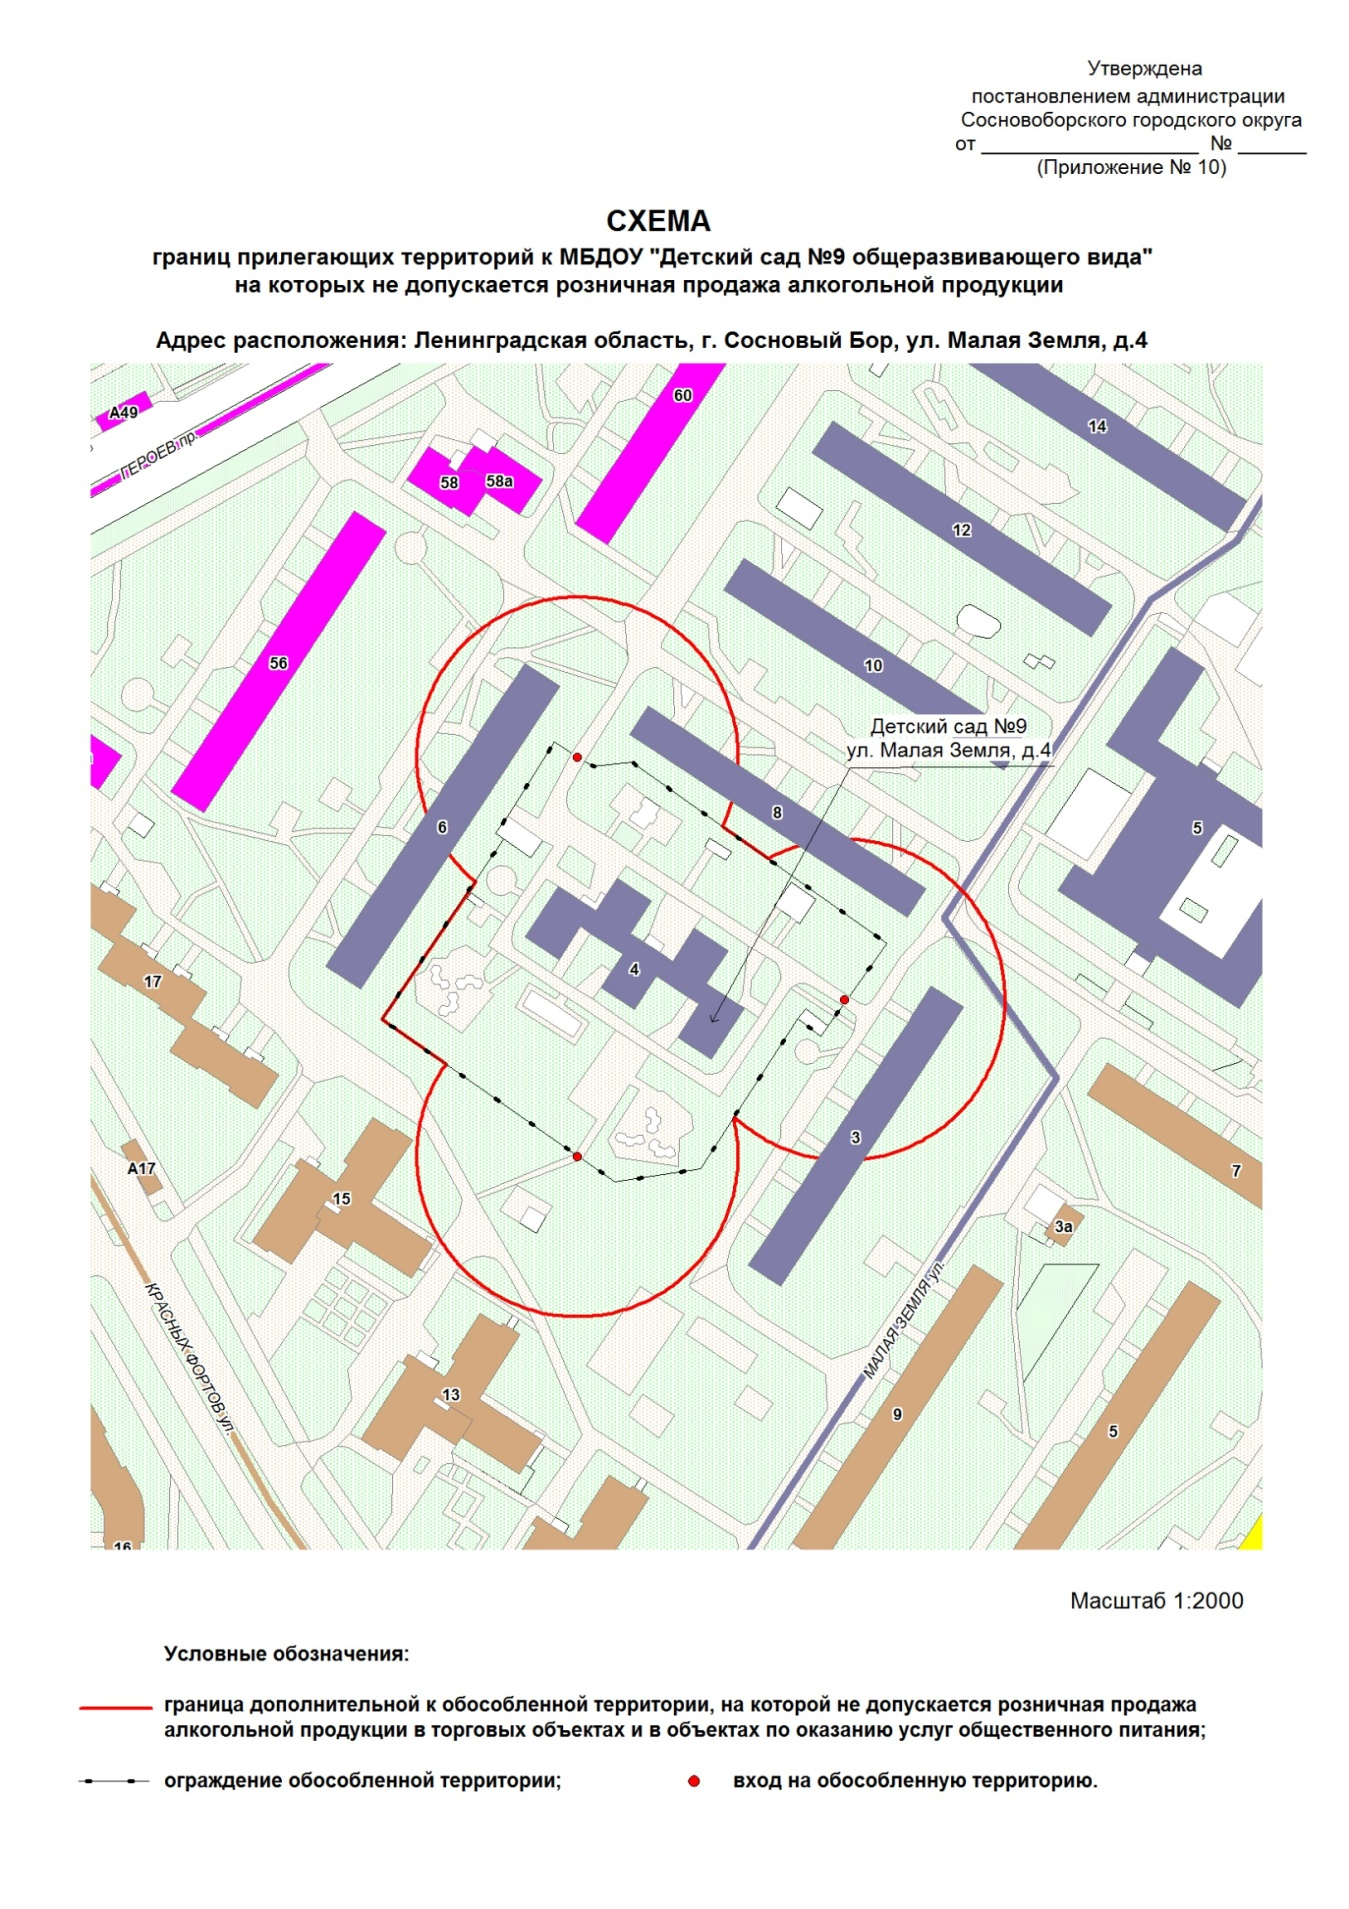 Утверждена
постановлением администрации
Сосновоборского городского округа
от ____________________ № ______
(Приложение № 10)
СХЕМА
границ прилегающих территорий к МБДОУ "Детский сад №9 общеразвивающего вида"
на которых не допускается розничная продажа алкогольной продукции
Адрес расположения: Ленинградская область, г. Сосновый Бор, ул. Малая Земля, д.4
60
А49
14
ГЕРОЕВ пр.
58
58а
12
56
10
Детский сад №9
ул. Малая Земля, д.4
8
6
5
4
17
3
А17
15
7
3а
КРАСНЫХ ФОРТОВ ул.
МАЛАЯ ЗЕМЛЯ ул.
13
9
5
16
Масштаб 1:2000
Условные обозначения:
граница дополнительной к обособленной территории, на которой не допускается розничная продажа
алкогольной продукции в торговых объектах и в объектах по оказанию услуг общественного питания;
ограждение обособленной территории;
вход на обособленную территорию.